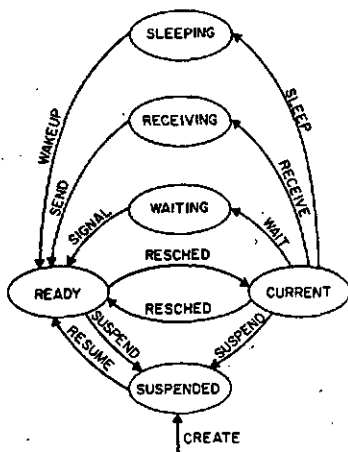 SLEEPING
WAKEUP
SLEEP
RECEIVING
SEND
RECEIVE
WAITING
SIGNAL
WAIT
RESCHED
READY
CURRENT
RESCHED
SUSPEND
RESUME
SUSPEND
SUSPENDED
CREATE